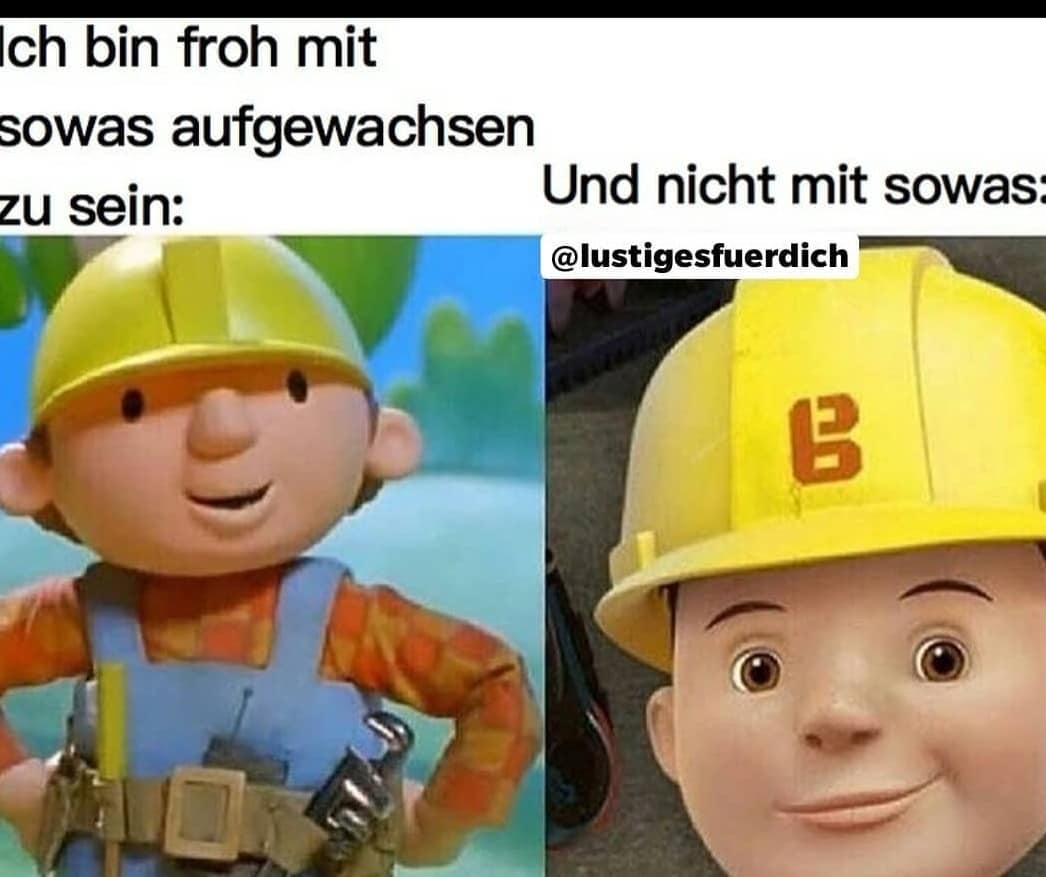 Ich bin froh mit
sowas aufgewachsen
zu sein:
Und nicht mit sowas:
@lustigesfuerdich
B